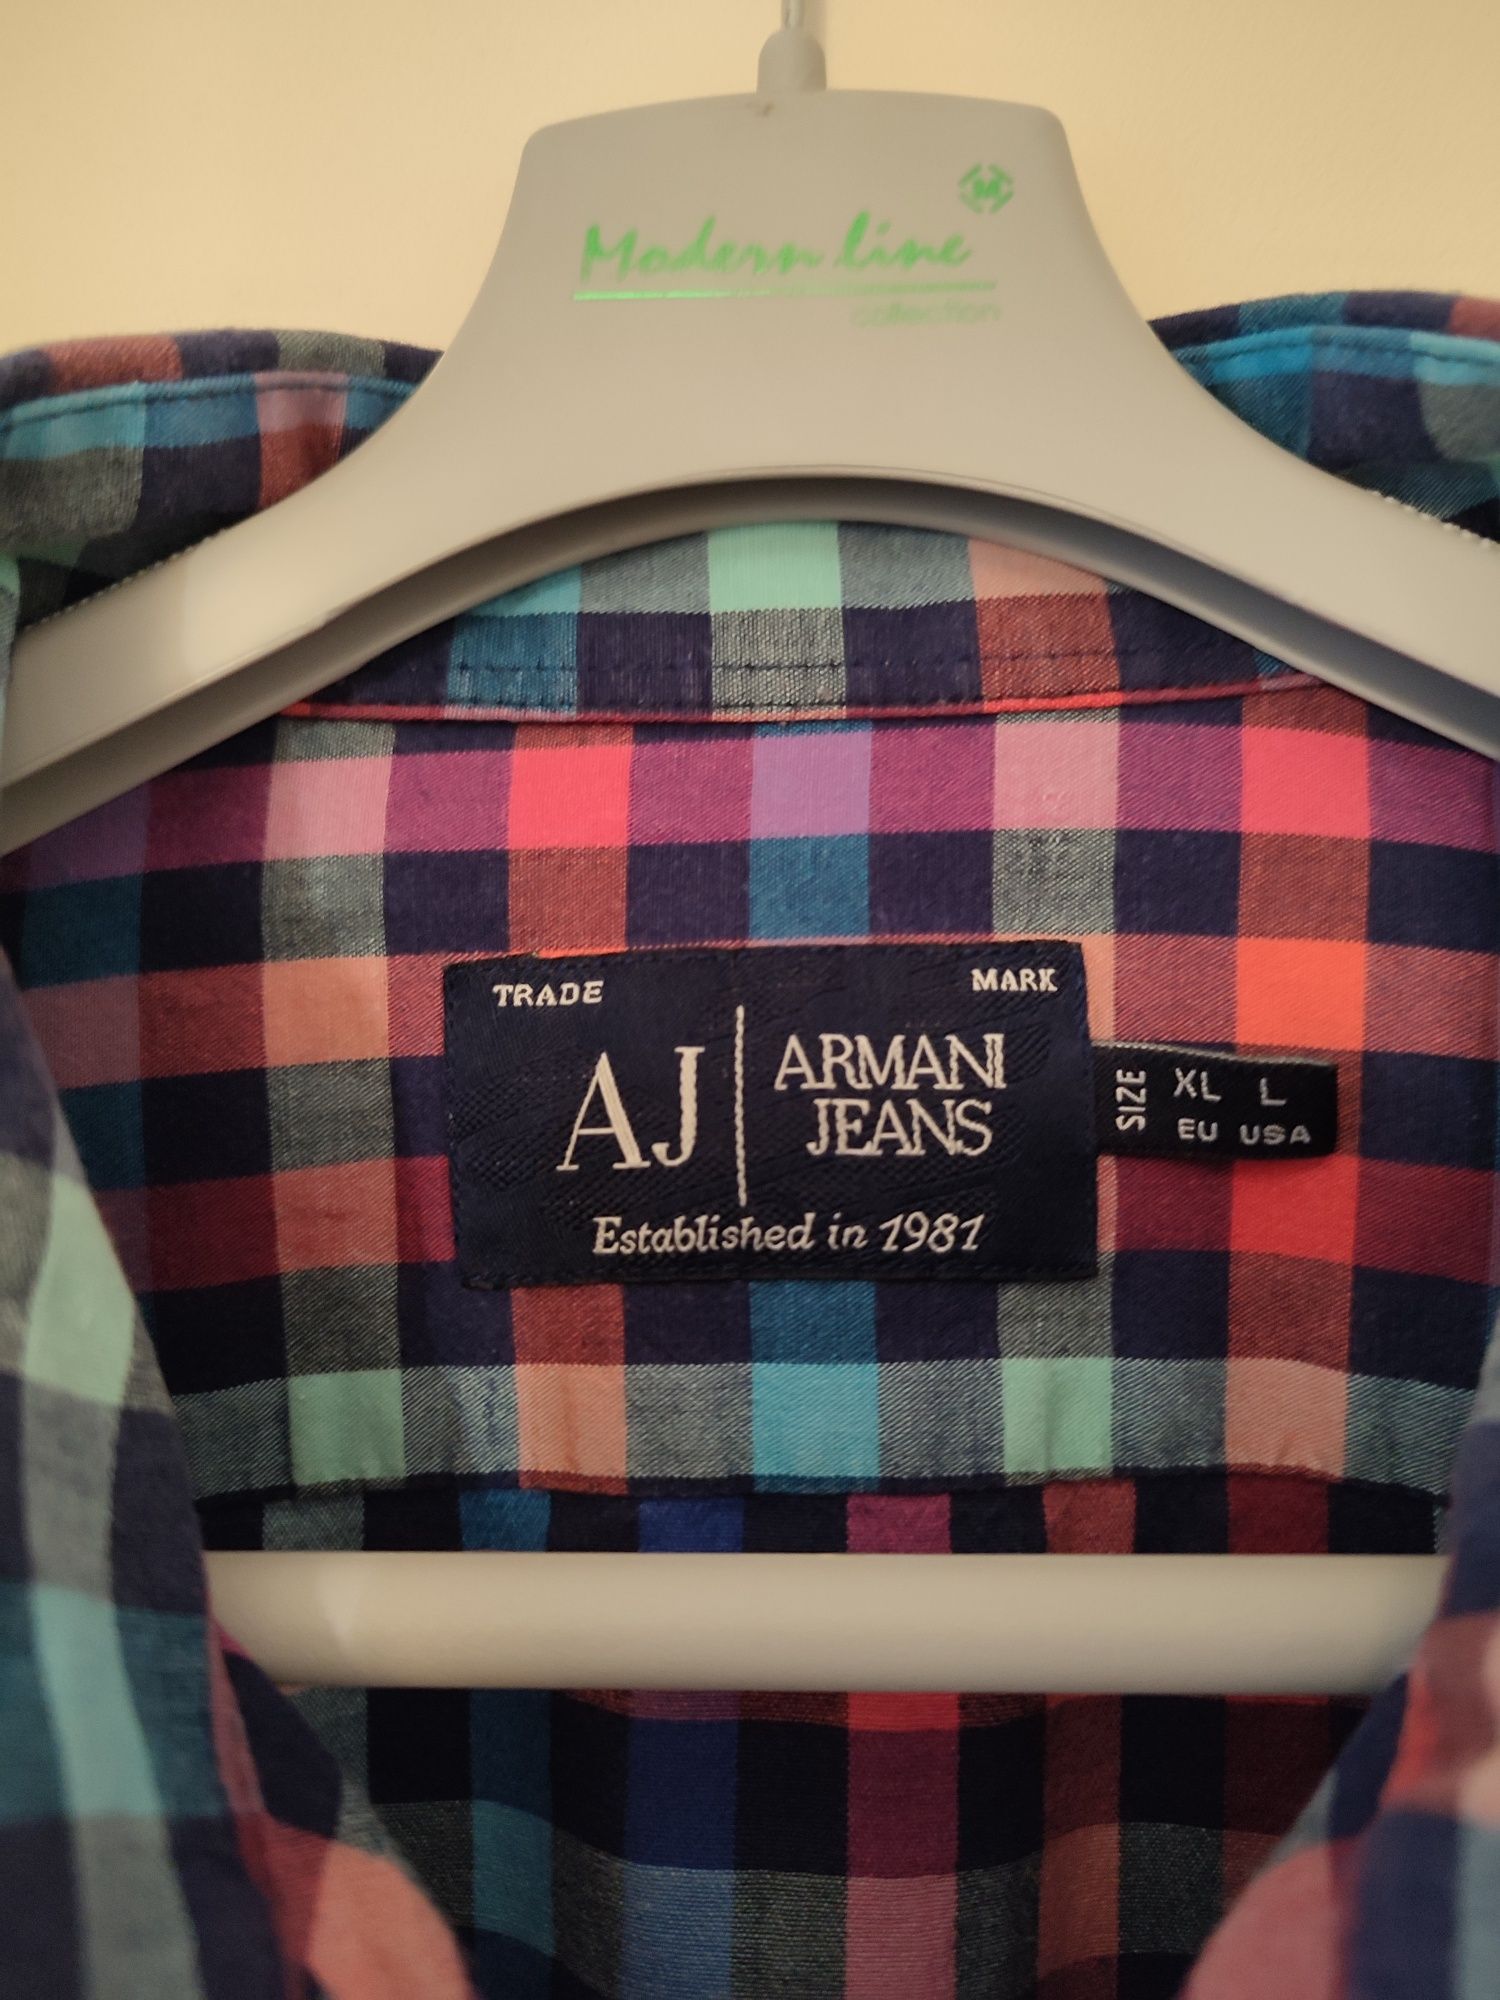 M
Modern line
collection
TRADE MARK
AJ ARMANI
JEANS
Established in 1981
SIZE XL L
EU USA